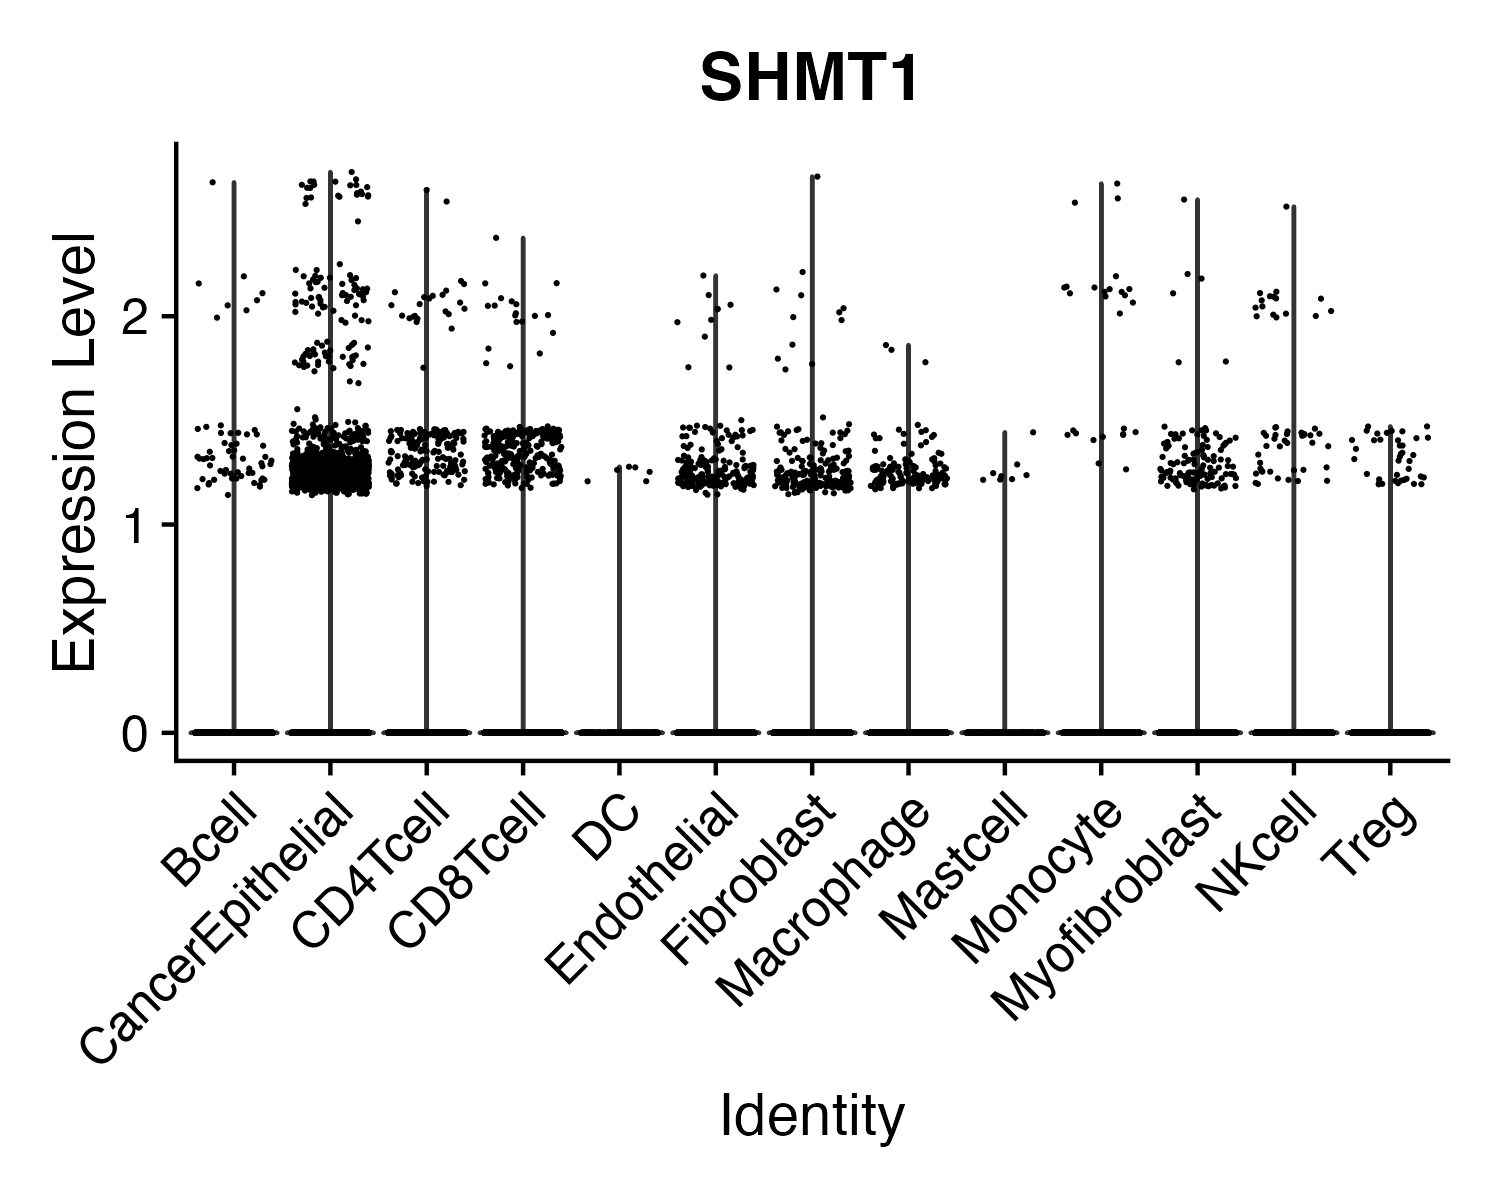 SHMT1
Expression Level
2
1
0
Bcell
CancerEpithelial
CD4Tcell
CD8Tcell
DC
Endothelial
Fibroblast
Macrophage
Mastcell
Monocyte
Myofibroblast
NKcell
Treg
Identity